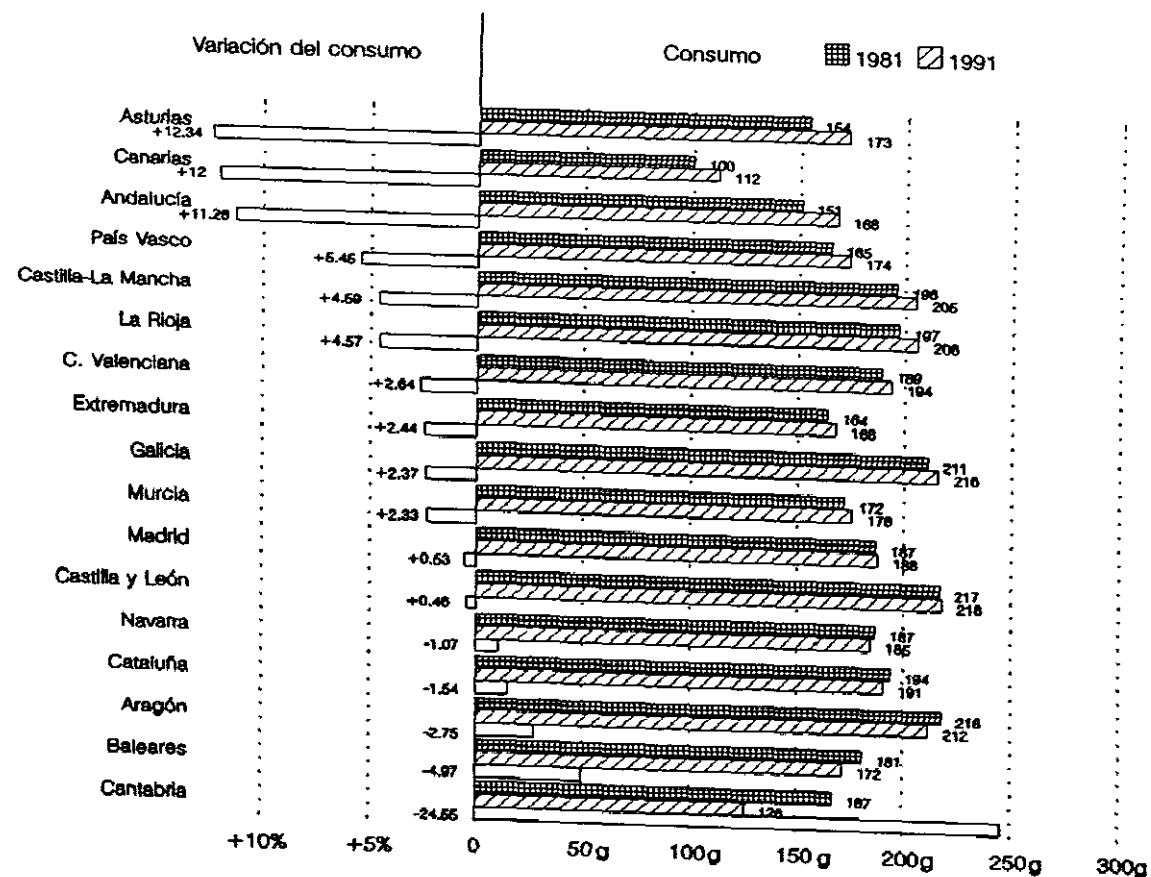 Variación del consumo
Consumo 1981 1991
Asturias 154
+12.34 173
Canarias 100
+12 112
Andalucía 151
+11.26 168
País Vasco 165
+5.45 174
Castilla-La Mancha 196
+4.59 205
La Rioja 197
+4.57 206
C. Valenciana 189
+2.64 194
Extremadura 164
+2.44 168
Galicia 211
+2.37 216
Murcia 172
+2.33 176
Madrid 187
+0.53 188
Castilla y León 217
+0.46 218
Navarra 187
-1.07 185
Cataluña 194
-1.54 191
Aragón 218
-2.75 212
Baleares 181
-4.97 172
Cantabria 167
-24.55 126
+10% +5% 0 50g 100g 150g 200g 250g 300g